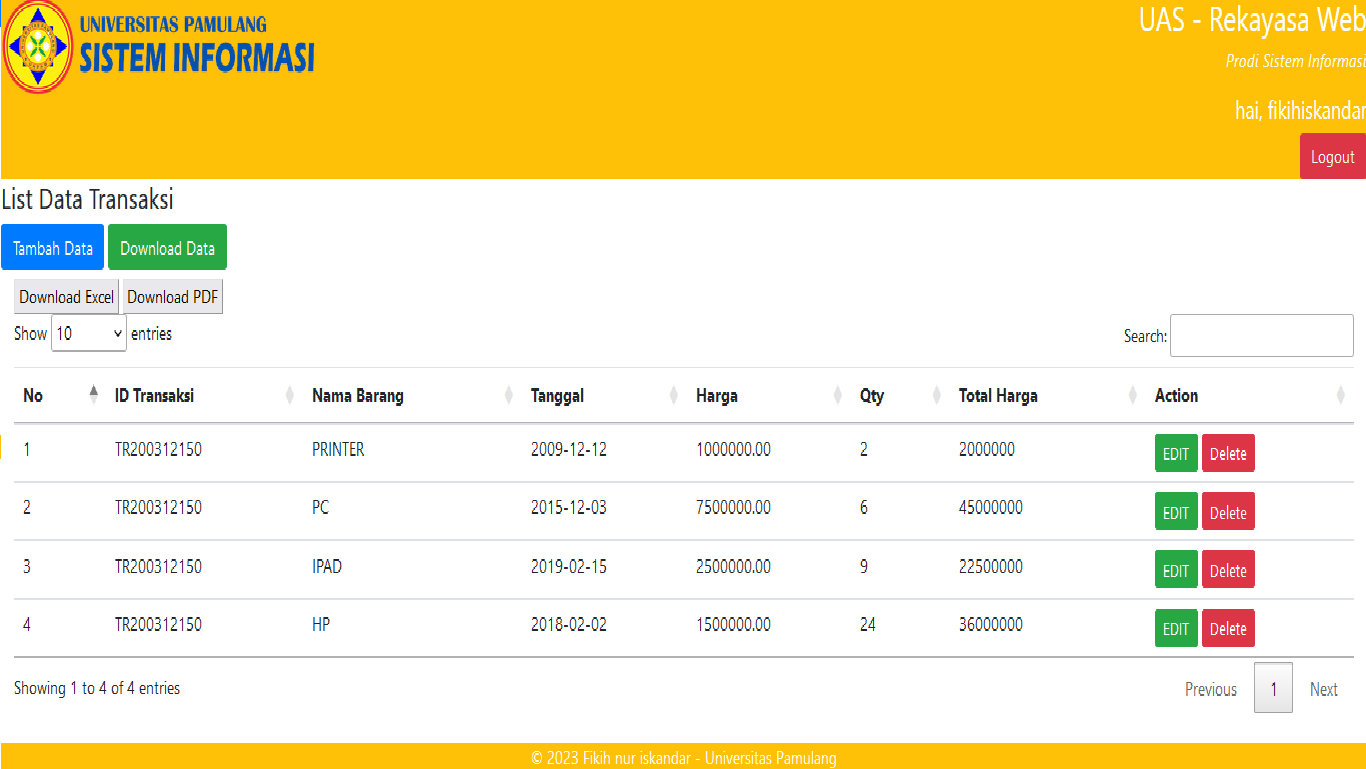 UNIVERSITAS PAMULANG
SISTEM INFORMASI
UAS - Rekayasa Web
Prodi Sistem Informasi
hai, fikihiskandar
Logout
List Data Transaksi
Tambah Data Download Data
Download Excel Download PDF
Show 10 entries Search:
No ID Transaksi Nama Barang Tanggal Harga Qty Total Harga Action
1 TR200312150 PRINTER 2009-12-12 1000000.00 2 2000000 EDIT Delete
2 TR200312150 PC 2015-12-03 7500000.00 6 45000000 EDIT Delete
3 TR200312150 IPAD 2019-02-15 2500000.00 9 22500000 EDIT Delete
4 TR200312150 HP 2018-02-02 1500000.00 24 36000000 EDIT Delete
Showing 1 to 4 of 4 entries Previous 1 Next
© 2023 Fikih nur iskandar - Universitas Pamulang